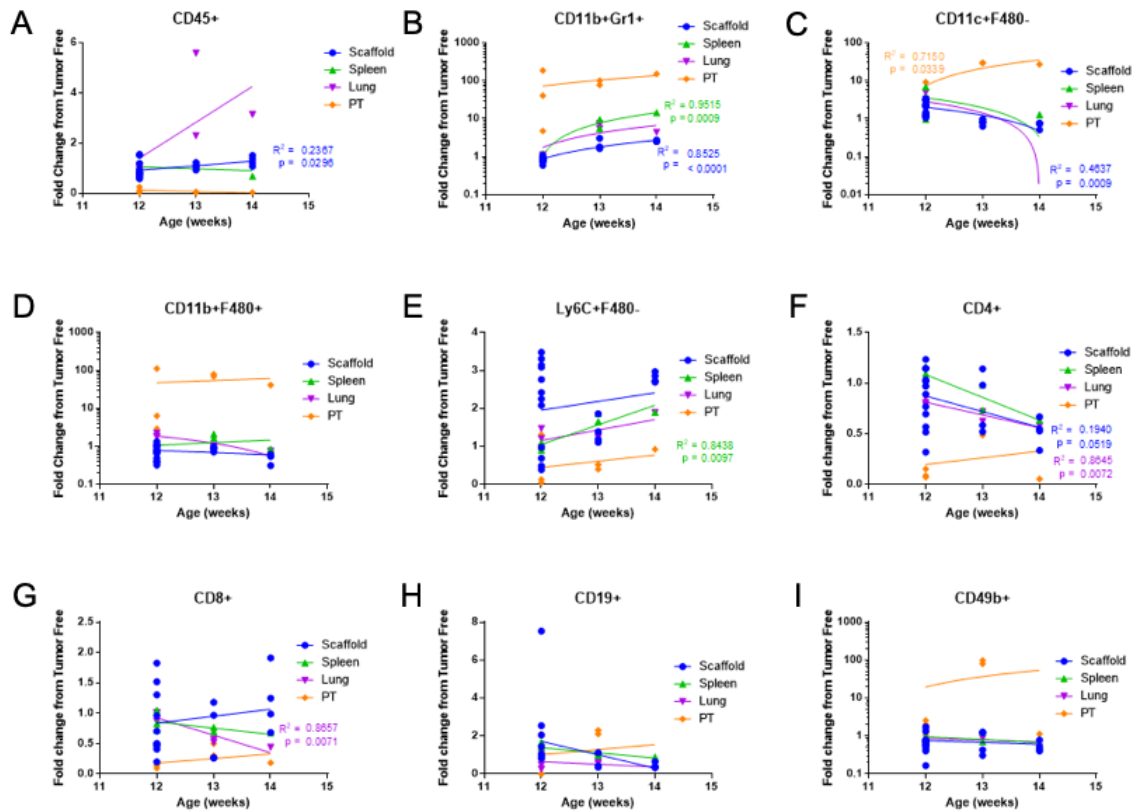 A
CD45+
Fold Change from Tumor Free
6
4
2
0
11
12
13
14
15
Age (weeks)
Scaffold
Spleen
Lung
PT
R² = 0.2367
p = 0.0296
B
CD11b+Gr1+
Fold Change from Tumor Free
1000
100
10
1
0.1
11
12
13
14
15
Age (weeks)
Scaffold
Spleen
Lung
PT
R² = 0.9515
p 0.0009
R² = 0.8525
p =
< 0.0001
C
CD11c+F480-
Fold Change from Tumor Free
100
10
1
0.1
0.01
11
12
13
14
15
Age (weeks)
R² = 0.7150
p = 0.0339
Scaffold
Spleen
Lung
PT
R² = 0.4637
p = 0.0009
D
CD11b+F480+
Fold Change from Tumor Free
1000
100
10
1
0.1
11
12
13
14
15
Age (weeks)
Scaffold
Spleen
Lung
PT
E
Ly6C+F480-
Fold Change from Tumor Free
4
3
2
1
0
11
12
13
14
15
Age (weeks)
Scaffold
Spleen
Lung
PT
R² = 0.8438
p 0.0097
F
CD4+
Fold Change from Tumor Free
1.5
1.0
0.5
0.0
11
12
13
14
15
Age (weeks)
Scaffold
Spleen
Lung
PT
R² = 0.1940
p = 0.0519
R² = 0.8645
p = 0.0072
G
CD8+
Fold change from Tumor Free
2.5
2.0
1.5
1.0
0.5
0.0
11
12
13
14
15
Age (weeks)
Scaffold
Spleen
Lung
PT
R² = 0.8657
p = 0.0071
H
CD19+
Fold change from Tumor Free
10
8
6
4
2
0
11
12
13
14
15
Age (weeks)
Scaffold
Spleen
Lung
PT
I
CD49b+
Fold change from Tumor Free
1000
100
10
1
0.1
11
12
13
14
15
Age (weeks)
Scaffold
Spleen
Lung
PT